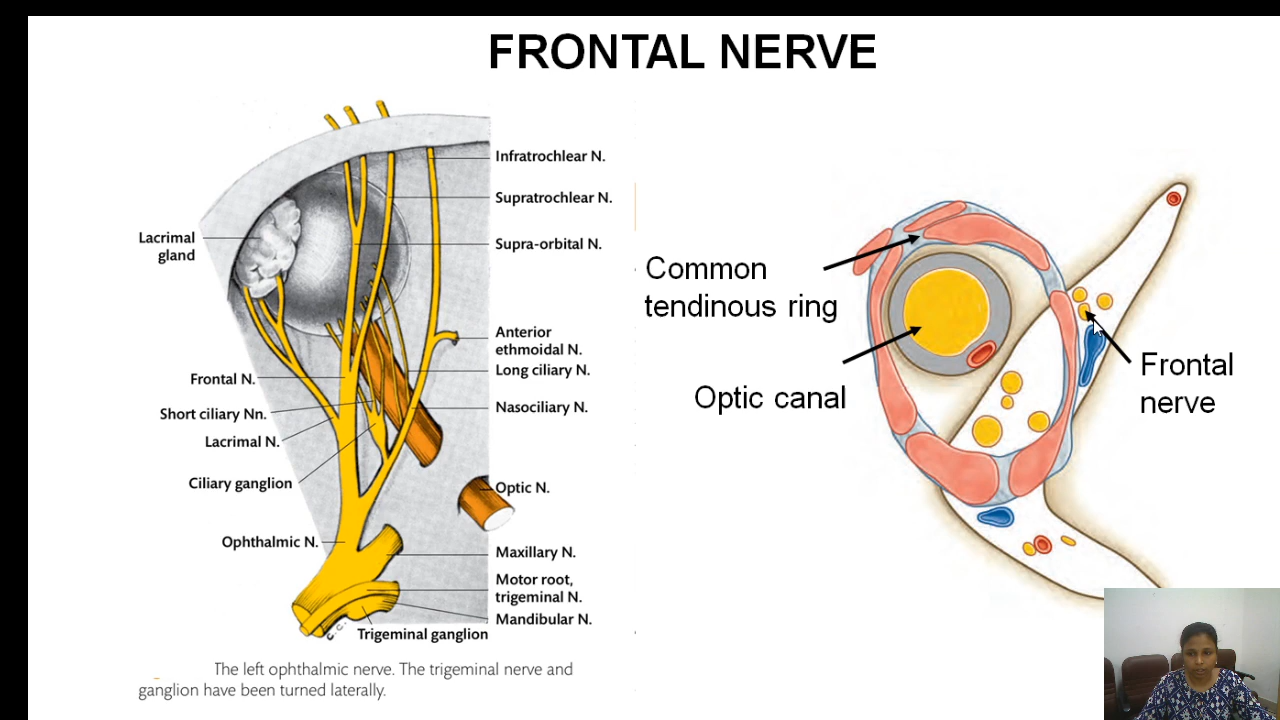 FRONTAL NERVE
Infratrochlear N.
Supratrochlear N.
Lacrimal
gland
Supra-orbital N.
Anterior
ethmoidal N.
Long ciliary N.
Frontal N.
Nasociliary N.
Short ciliary Nn.
Lacrimal N.
Ciliary ganglion
Optic N.
Ophthalmic N.
Maxillary N.
Motor root,
trigeminal N.
Mandibular N.
Trigeminal ganglion
The left ophthalmic nerve. The trigeminal nerve and
ganglion have been turned laterally.
Common
tendinous ring
Optic canal
Frontal
nerve